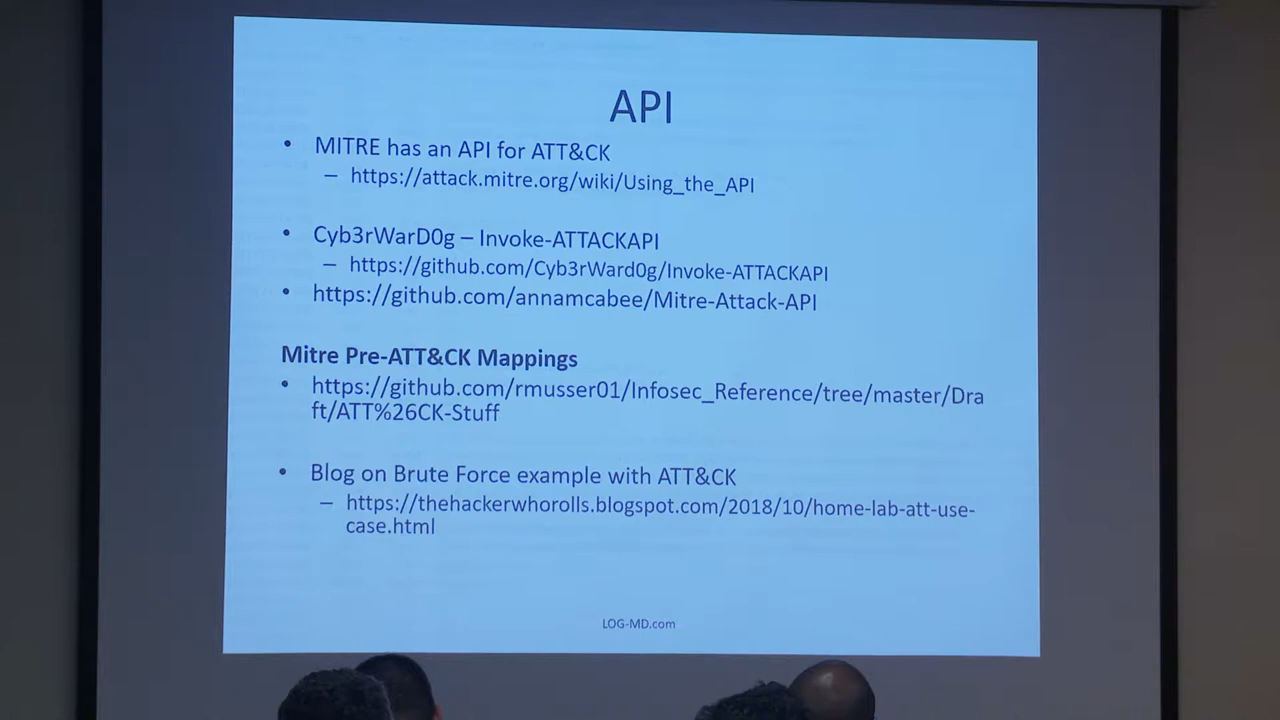 API
• MITRE has an API for ATT&CK
– https://attack.mitre.org/wiki/Using_the_API
• Cyb3rWarD0g – Invoke-ATTACKAPI
– https://github.com/Cyb3rWard0g/Invoke-ATTACKAPI
• https://github.com/annamcabee/Mitre-Attack-API
Mitre Pre-ATT&CK Mappings
• https://github.com/rmusser01/Infosec_Reference/tree/master/Dra
ft/ATT%26CK-Stuff
• Blog on Brute Force example with ATT&CK
– https://thehackerwhorolls.blogspot.com/2018/10/home-lab-att-use-
case.html
LOG-MD.com